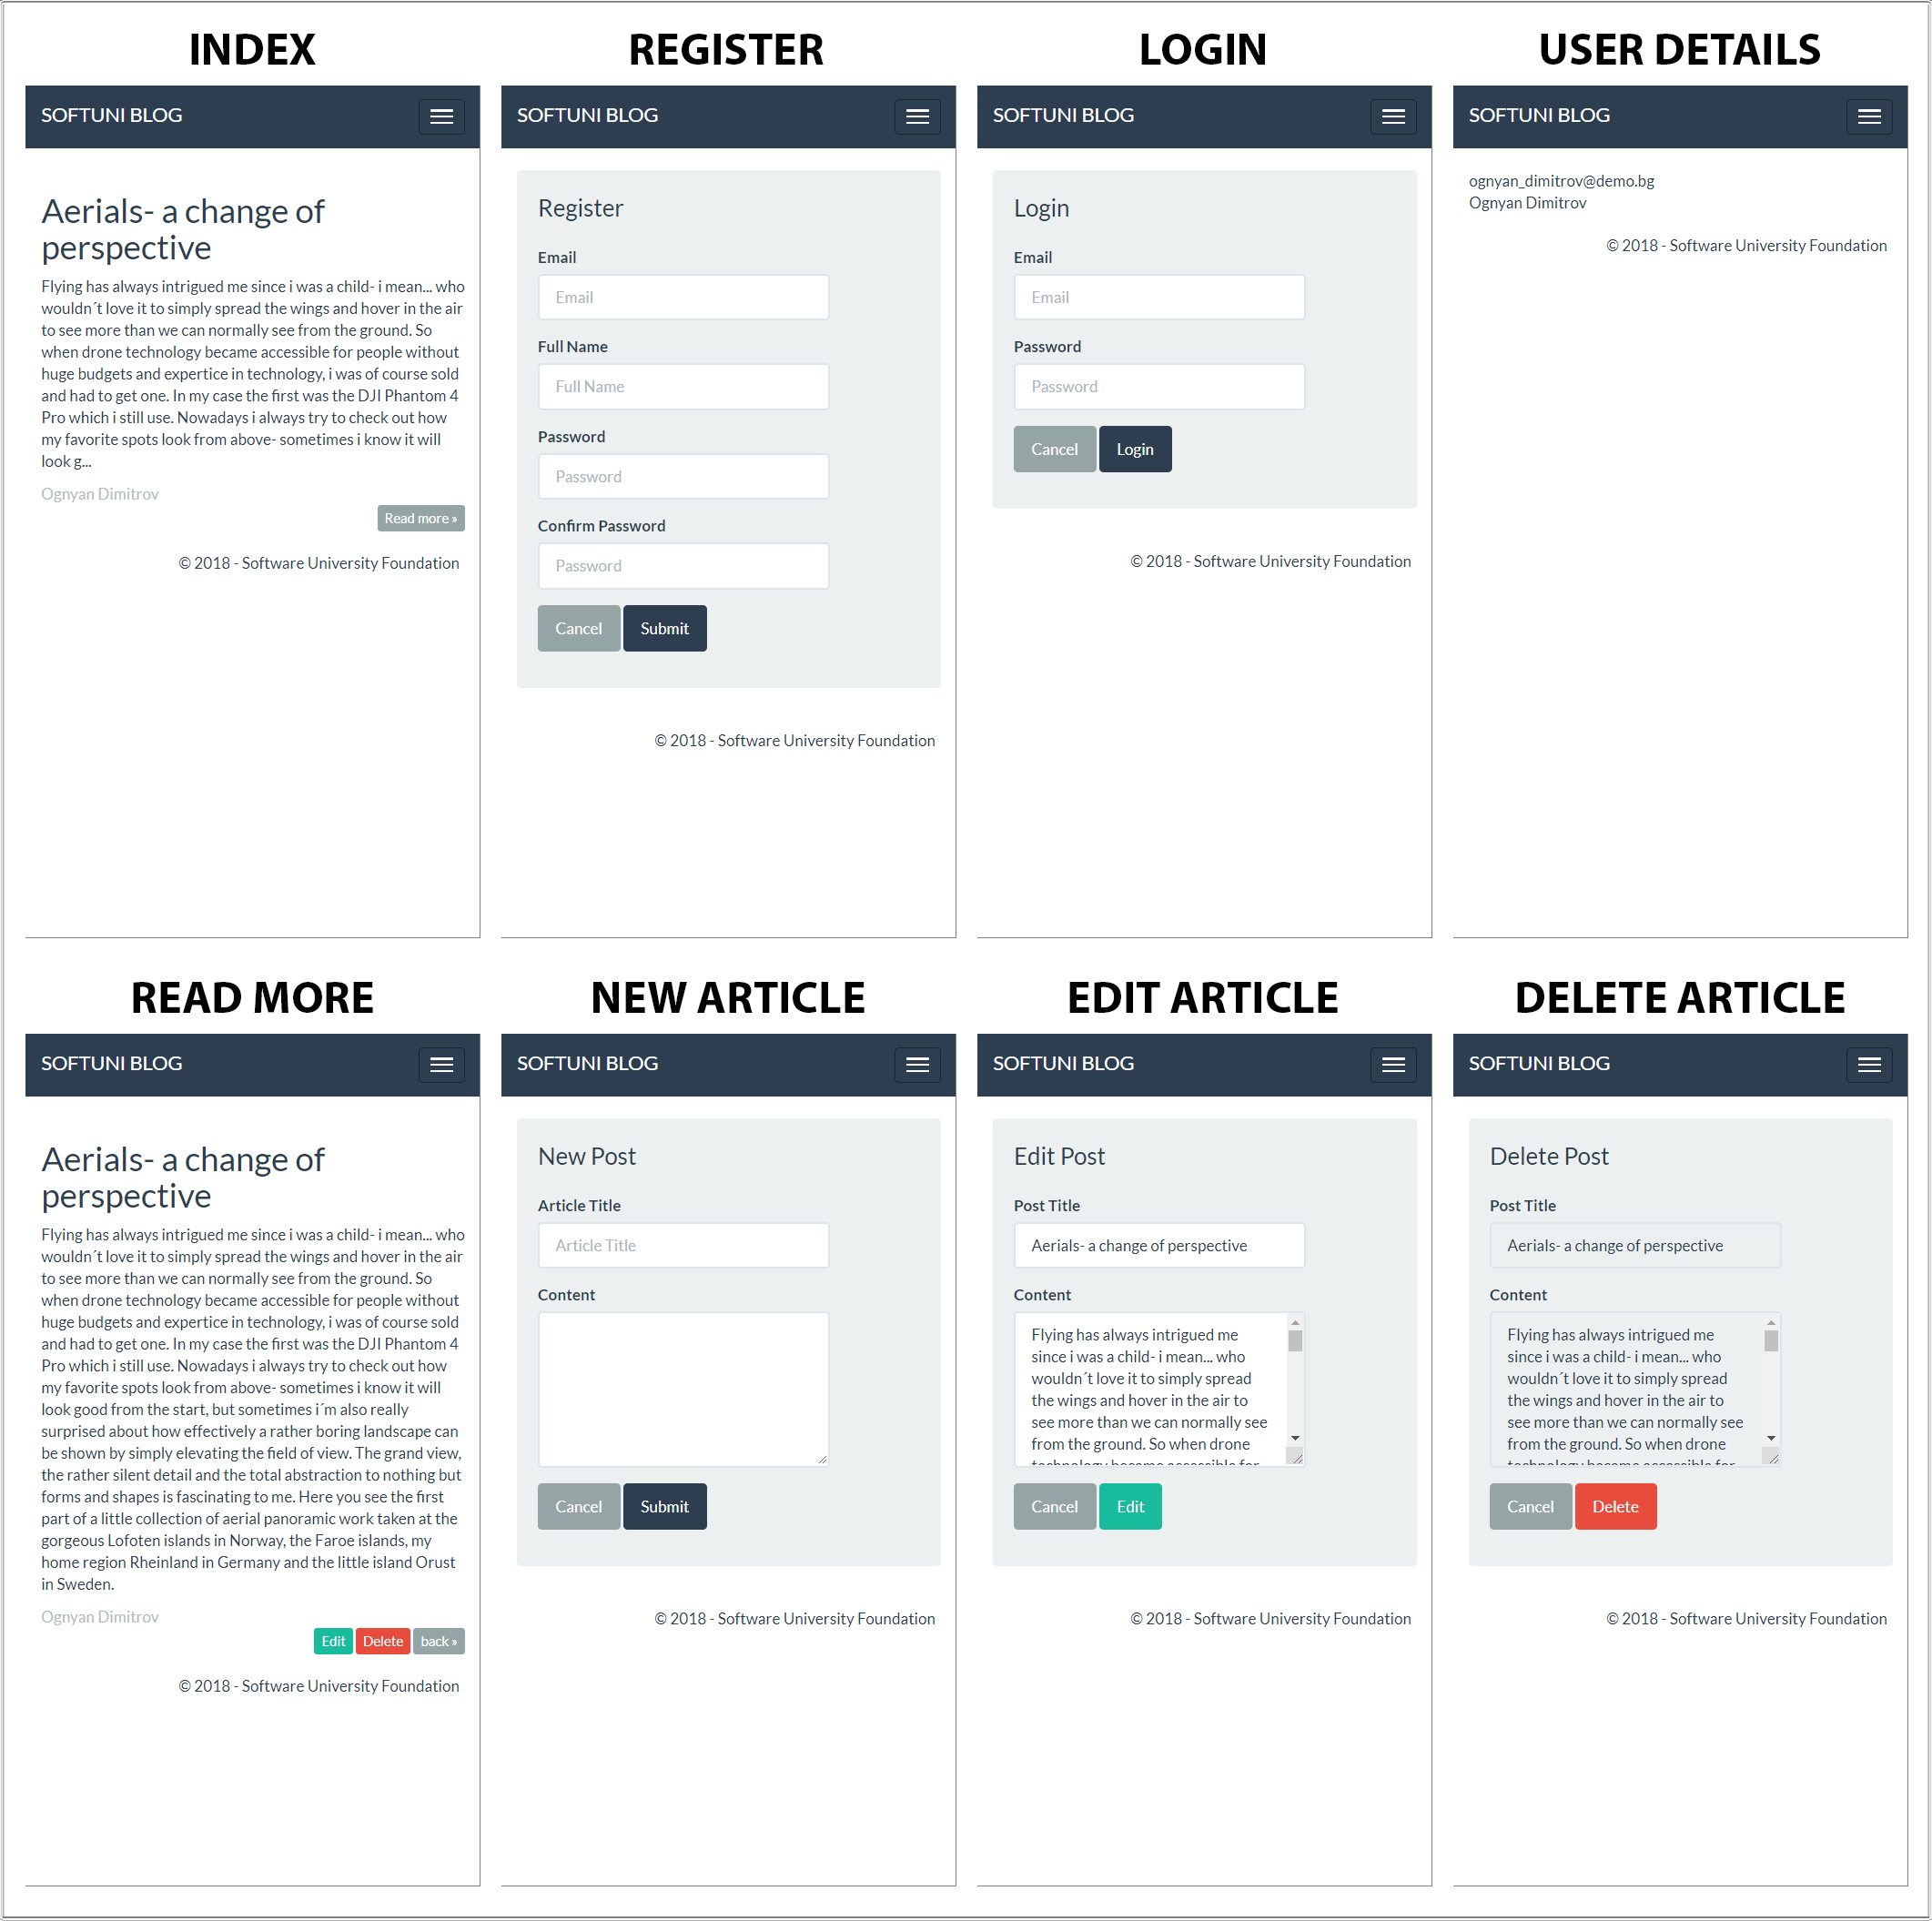 INDEX
SOFTUNI BLOG
Aerials- a change of
perspective
Flying has always intrigued me since i was a child- i mean... who
wouldn´t love it to simply spread the wings and hover in the air
to see more than we can normally see from the ground. So
when drone technology became accessible for people without
huge budgets and expertice in technology, i was of course sold
and had to get one. In my case the first was the DJI Phantom 4
Pro which i still use. Nowadays i always try to check out how
my favorite spots look from above- sometimes i know it will
look g...
Ognyan Dimitrov
Read more »
© 2018 - Software University Foundation
REGISTER
SOFTUNI BLOG
Register
Email
Email
Full Name
Full Name
Password
Password
Confirm Password
Password
Cancel Submit
© 2018 - Software University Foundation
LOGIN
SOFTUNI BLOG
Login
Email
Email
Password
Password
Cancel Login
© 2018 - Software University Foundation
USER DETAILS
SOFTUNI BLOG
ognyan_dimitrov@demo.bg
Ognyan Dimitrov
© 2018 - Software University Foundation
READ MORE
SOFTUNI BLOG
Aerials- a change of
perspective
Flying has always intrigued me since i was a child- i mean... who
wouldn´t love it to simply spread the wings and hover in the air
to see more than we can normally see from the ground. So
when drone technology became accessible for people without
huge budgets and expertice in technology, i was of course sold
and had to get one. In my case the first was the DJI Phantom 4
Pro which i still use. Nowadays i always try to check out how
my favorite spots look from above- sometimes i know it will
look good from the start, but sometimes i´m also really
surprised about how effectively a rather boring landscape can
be shown by simply elevating the field of view. The grand view,
the rather silent detail and the total abstraction to nothing but
forms and shapes is fascinating to me. Here you see the first
part of a little collection of aerial panoramic work taken at the
gorgeous Lofoten islands in Norway, the Faroe islands, my
home region Rheinland in Germany and the little island Orust
in Sweden.
Ognyan Dimitrov
Edit Delete back »
© 2018 - Software University Foundation
NEW ARTICLE
SOFTUNI BLOG
New Post
Article Title
Article Title
Content
Cancel Submit
© 2018 - Software University Foundation
EDIT ARTICLE
SOFTUNI BLOG
Edit Post
Post Title
Aerials- a change of perspective
Content
Flying has always intrigued me
since i was a child- i mean... who
wouldn´t love it to simply spread
the wings and hover in the air to
see more than we can normally see
from the ground. So when drone
technology became accessible for
Cancel Edit
© 2018 - Software University Foundation
DELETE ARTICLE
SOFTUNI BLOG
Delete Post
Post Title
Aerials- a change of perspective
Content
Flying has always intrigued me
since i was a child- i mean... who
wouldn´t love it to simply spread
the wings and hover in the air to
see more than we can normally see
from the ground. So when drone
technology became accessible for
Cancel Delete
© 2018 - Software University Foundation